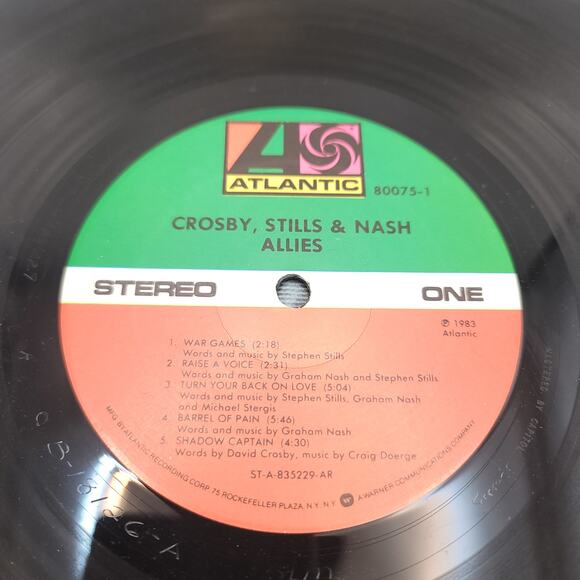 ATLANTIC
80075-1
CROSBY, STILLS & NASH
ALLIES
STEREO
ONE
℗ 1983
Atlantic
1. WAR GAMES (2:18)
Words and music by Stephen Stills
2. RAISE A VOICE (2:31)
Words and music by Graham Nash and Stephen Stills
3. TURN YOUR BACK ON LOVE (5:04)
Words and music by Stephen Stills, Graham Nash
and Michael Stergis
4. BARREL OF PAIN (5:46)
Words and music by Graham Nash
5. SHADOW CAPTAIN (4:30)
Words by David Crosby, music by Craig Doerge
ST-A-835229-AR
MFG. BY ATLANTIC RECORDING CORP. 75 ROCKEFELLER PLAZA, N.Y. N.Y. A WARNER COMMUNICATIONS COMPANY
B-18126-A
MASTERED BY CAPITOL